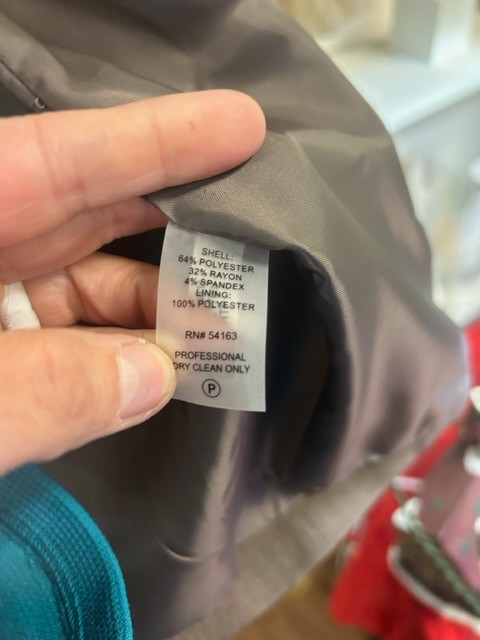 SHELL:
64% POLYESTER
32% RAYON
4% SPANDEX
LINING:
100% POLYESTER
RN# 54163
PROFESSIONAL
DRY CLEAN ONLY
P